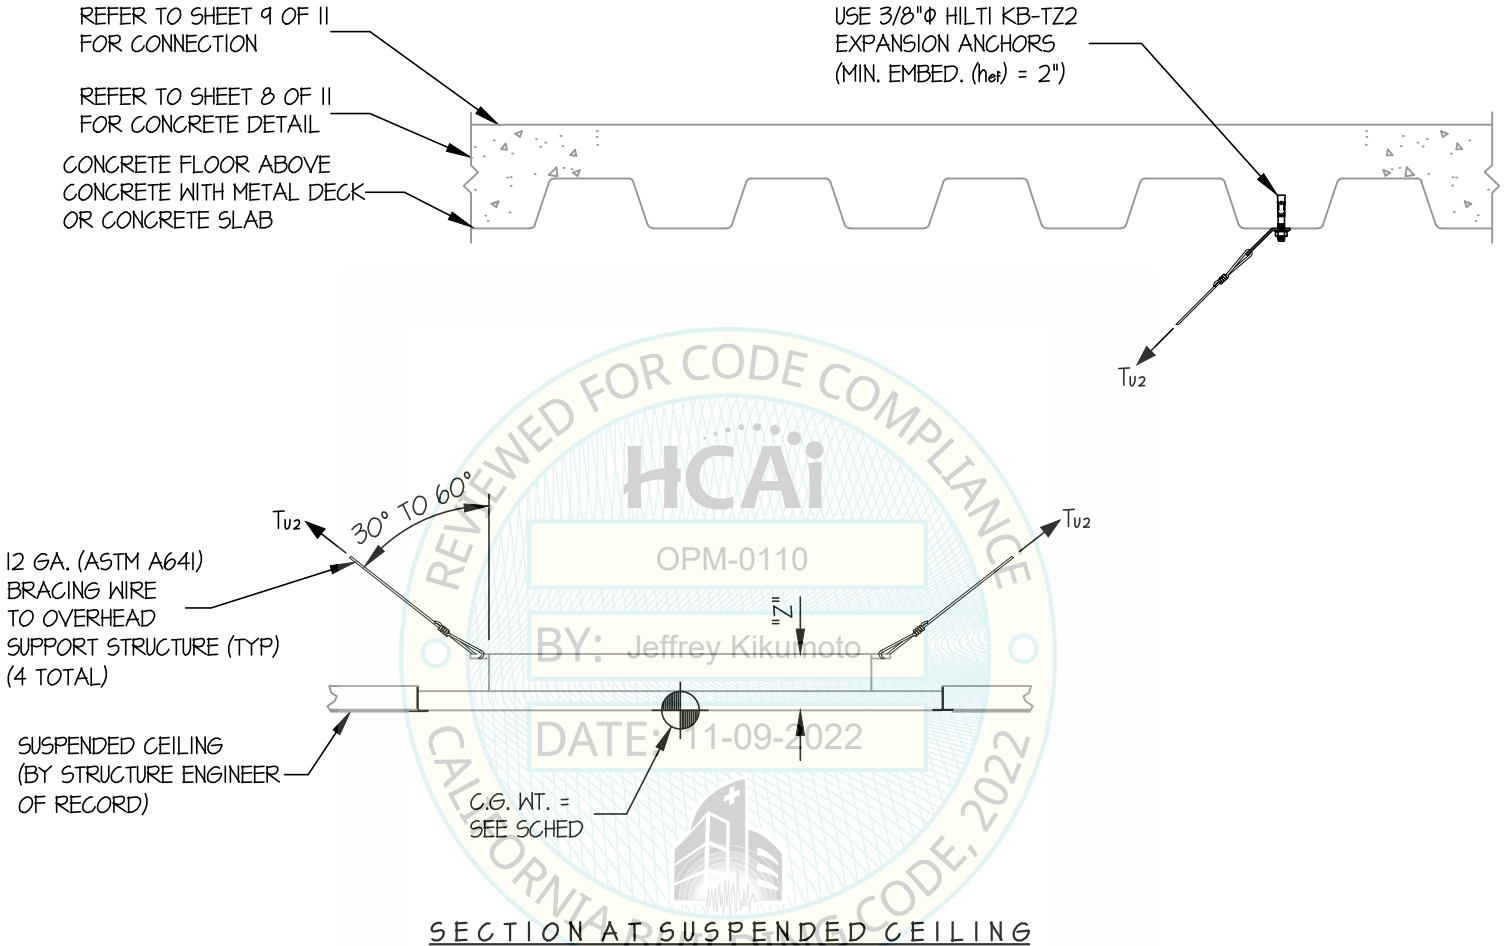 REFER TO SHEET 9 OF 11
FOR CONNECTION
REFER TO SHEET 8 OF 11
FOR CONCRETE DETAIL
CONCRETE FLOOR ABOVE
CONCRETE WITH METAL DECK
OR CONCRETE SLAB
USE 3/8"Φ HILTI KB-TZ2
EXPANSION ANCHORS
(MIN. EMBED. (hef) = 2")
TU2
REVIEWED FOR CODE COMPLIANCE
HCAi
OPM-0110
BY: Jeffrey Kikumoto
DATE: 11-09-2022
CALIFORNIA BUILDING CODE, 2022
TU2
30° TO 60°
TU2
12 GA. (ASTM A641)
BRACING WIRE
TO OVERHEAD
SUPPORT STRUCTURE (TYP)
(4 TOTAL)
"Z"
SUSPENDED CEILING
(BY STRUCTURE ENGINEER
OF RECORD)
C.G. WT. =
SEE SCHED
SECTION AT SUSPENDED CEILING